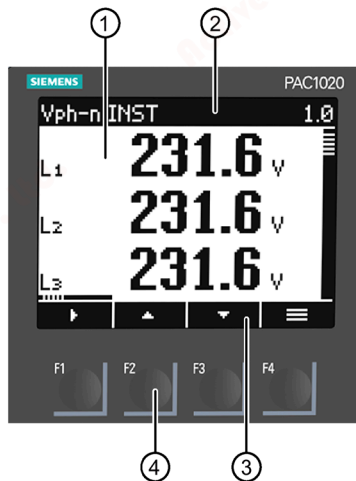 1
2
SIEMENS
PAC1020
Vph-n INST 1.0
L1 231.6 V
L2 231.6 V
L3 231.6 V
F1 F2 F3 F4
4
3